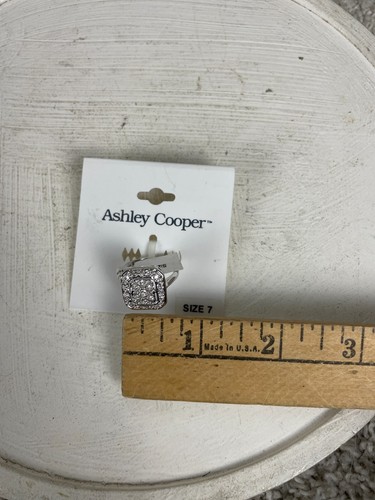 Ashley Cooper™
SIZE 7
1 2 3
Made in U.S.A.